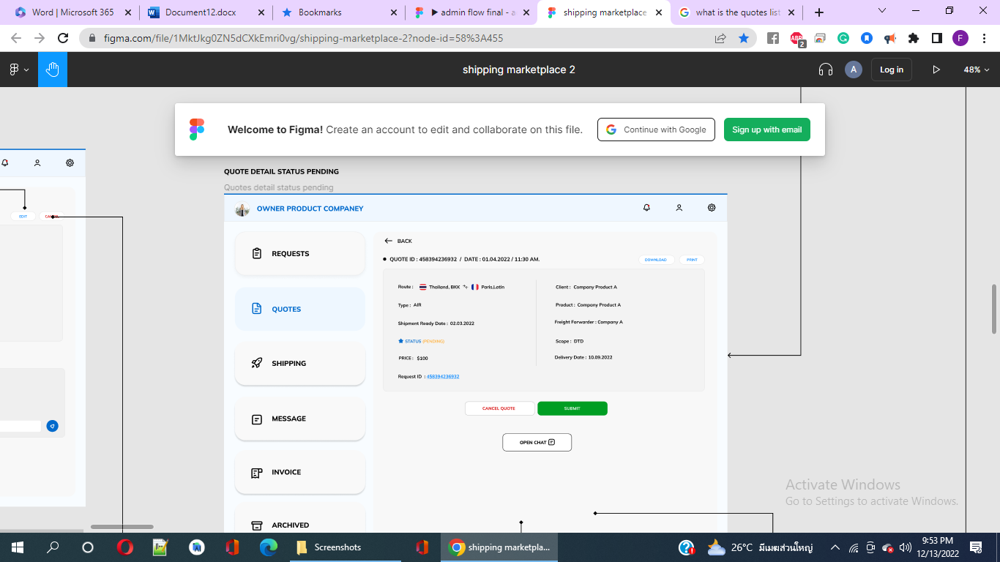 Word | Microsoft 365
Document12.docx
Bookmarks
admin flow final - a
shipping marketplace
what is the quotes list
figma.com/file/1MktJkg0ZN5dCXkEmri0vg/shipping-marketplace-2?node-id=58%3A455
ABP
2
F
shipping marketplace 2
A
Log in
48%
Welcome to Figma! Create an account to edit and collaborate on this file.
Continue with Google
Sign up with email
QUOTE DETAIL STATUS PENDING
Quotes detail status pending
OWNER PRODUCT COMPANEY
EDIT
CANCEL
REQUESTS
QUOTES
SHIPPING
MESSAGE
INVOICE
ARCHIVED
BACK
QUOTE ID : 458394236932 / DATE : 01.04.2022 / 11:30 AM.
DOWNLOAD
PRINT
Route : Thailand, BKK Paris,Latin
Type : AIR
Shipment Ready Date : 02.03.2022
STATUS (PENDING)
PRICE : $100
Request ID : 458394236932
Client : Company Product A
Product : Company Product A
Freight Forwarder : Company A
Scope : DTD
Delivery Date : 10.09.2022
CANCEL QUOTE
SUBMIT
OPEN CHAT
Activate Windows
Go to Settings to activate Windows.
Screenshots
shipping marketpla...
26°C มีเมฆส่วนใหญ่
9:53 PM
12/13/2022